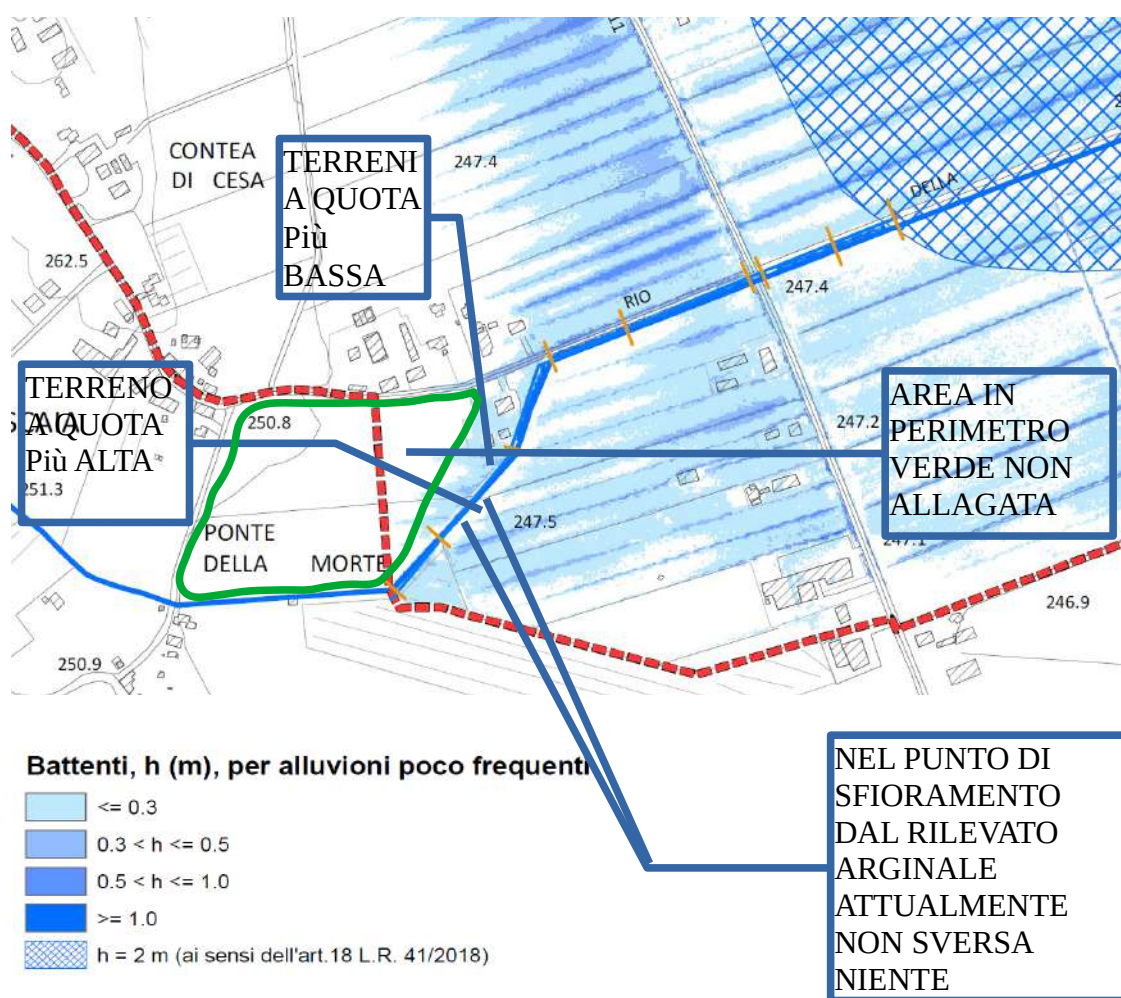 11
CONTEA
DI CESA
TERRENI
A QUOTA
Più
BASSA
247.4
DELLA
262.5
RIO
247.4
TERRENO
A QUOTA
Più ALTA
250.8
251.3
AREA IN
PERIMETRO
VERDE NON
ALLAGATA
247.2
247.5
PONTE
DELLA MORTE
247.1
246.9
250.9
NEL PUNTO DI
SFIORAMENTO
DAL RILEVATO
ARGINALE
ATTUALMENTE
NON SVERSA
NIENTE
Battenti, h (m), per alluvioni poco frequenti
<= 0.3
0.3 < h <= 0.5
0.5 < h <= 1.0
>= 1.0
h = 2 m (ai sensi dell'art.18 L.R. 41/2018)